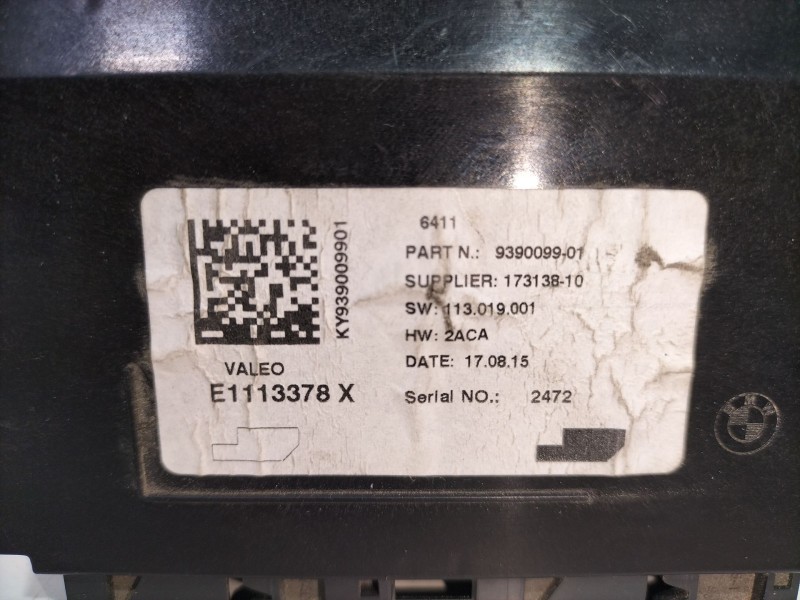 6411
PART N.: 9390099-01
SUPPLIER: 173138-10
SW: 113.019.001
HW: 2ACA
DATE: 17.08.15
Serial NO.: 2472
KY939009901
VALEO
E1113378 X
BMW